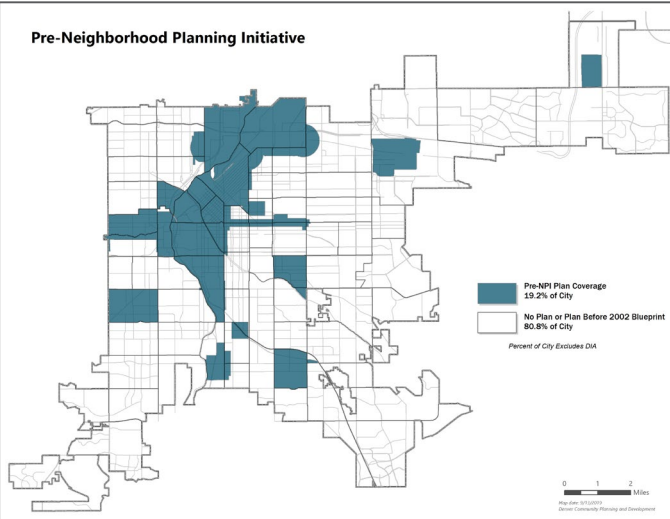 Pre-Neighborhood Planning Initiative
Pre-NPI Plan Coverage
19.2% of City
No Plan or Plan Before 2002 Blueprint
80.8% of City
Percent of City Excludes DIA
0 1 2
Miles
Denver Community Planning and Development